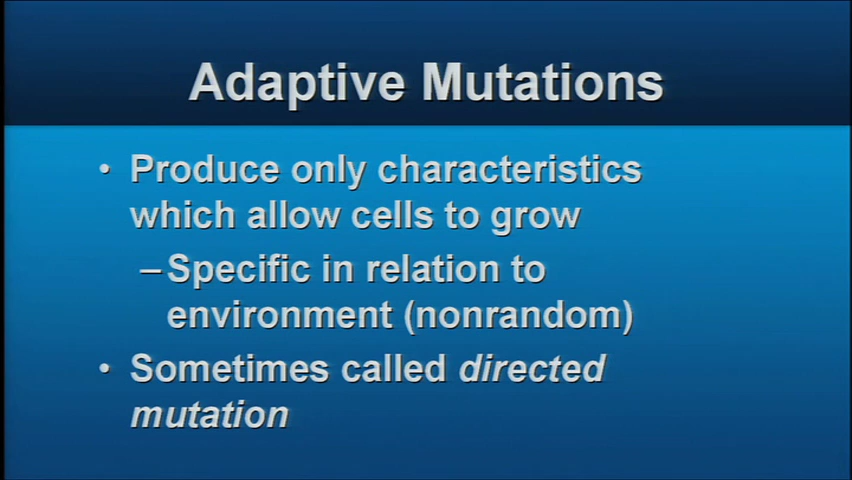 Adaptive Mutations
• Produce only characteristics
which allow cells to grow
– Specific in relation to
environment (nonrandom)
• Sometimes called directed
mutation